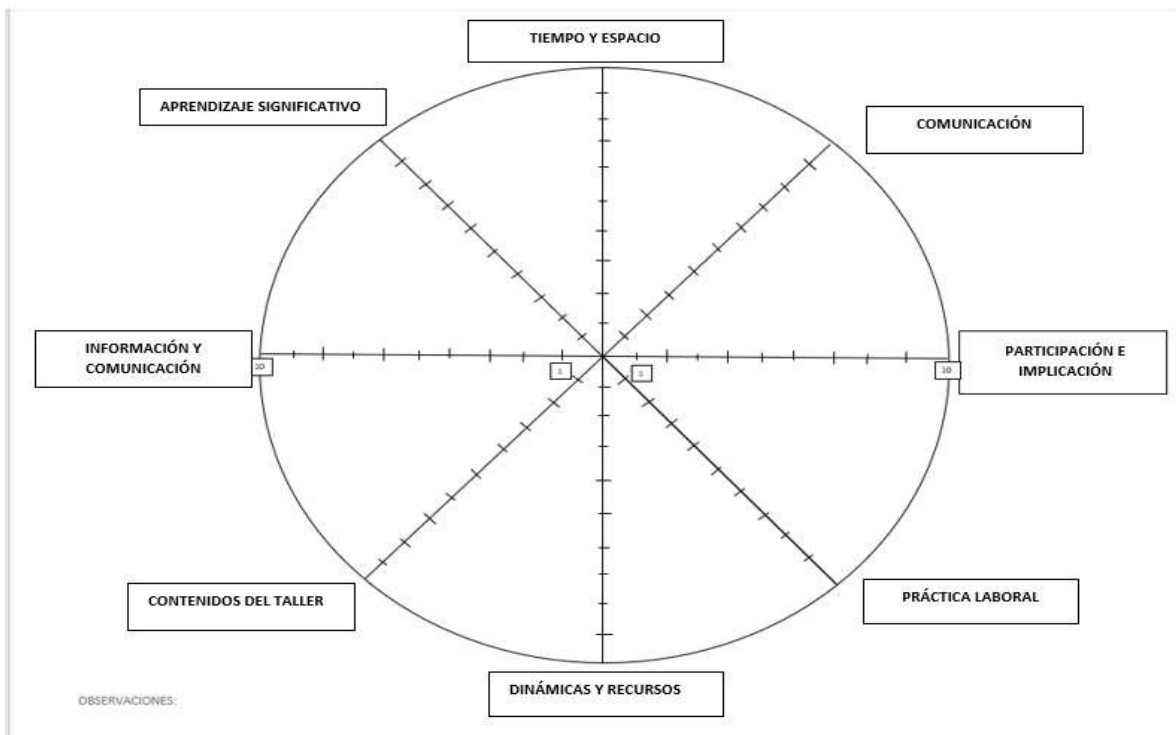 TIEMPO Y ESPACIO
APRENDIZAJE SIGNIFICATIVO
COMUNICACIÓN
INFORMACIÓN Y
COMUNICACIÓN
10
1
1
10
PARTICIPACIÓN E
IMPLICACIÓN
CONTENIDOS DEL TALLER
PRÁCTICA LABORAL
DINÁMICAS Y RECURSOS
OBSERVACIONES: